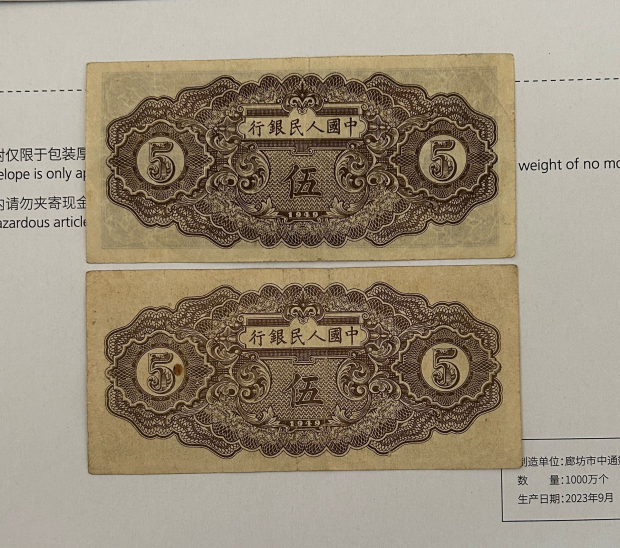 5
行銀民人國中
伍
1949
5
5
行銀民人國中
伍
1949
5
时仅限于包装厚
elope is only ap
weight of no mo
内请勿夹寄现金
azardous article
制造单位:廊坊市中通
数 量:1000万个
生产日期:2023年9月